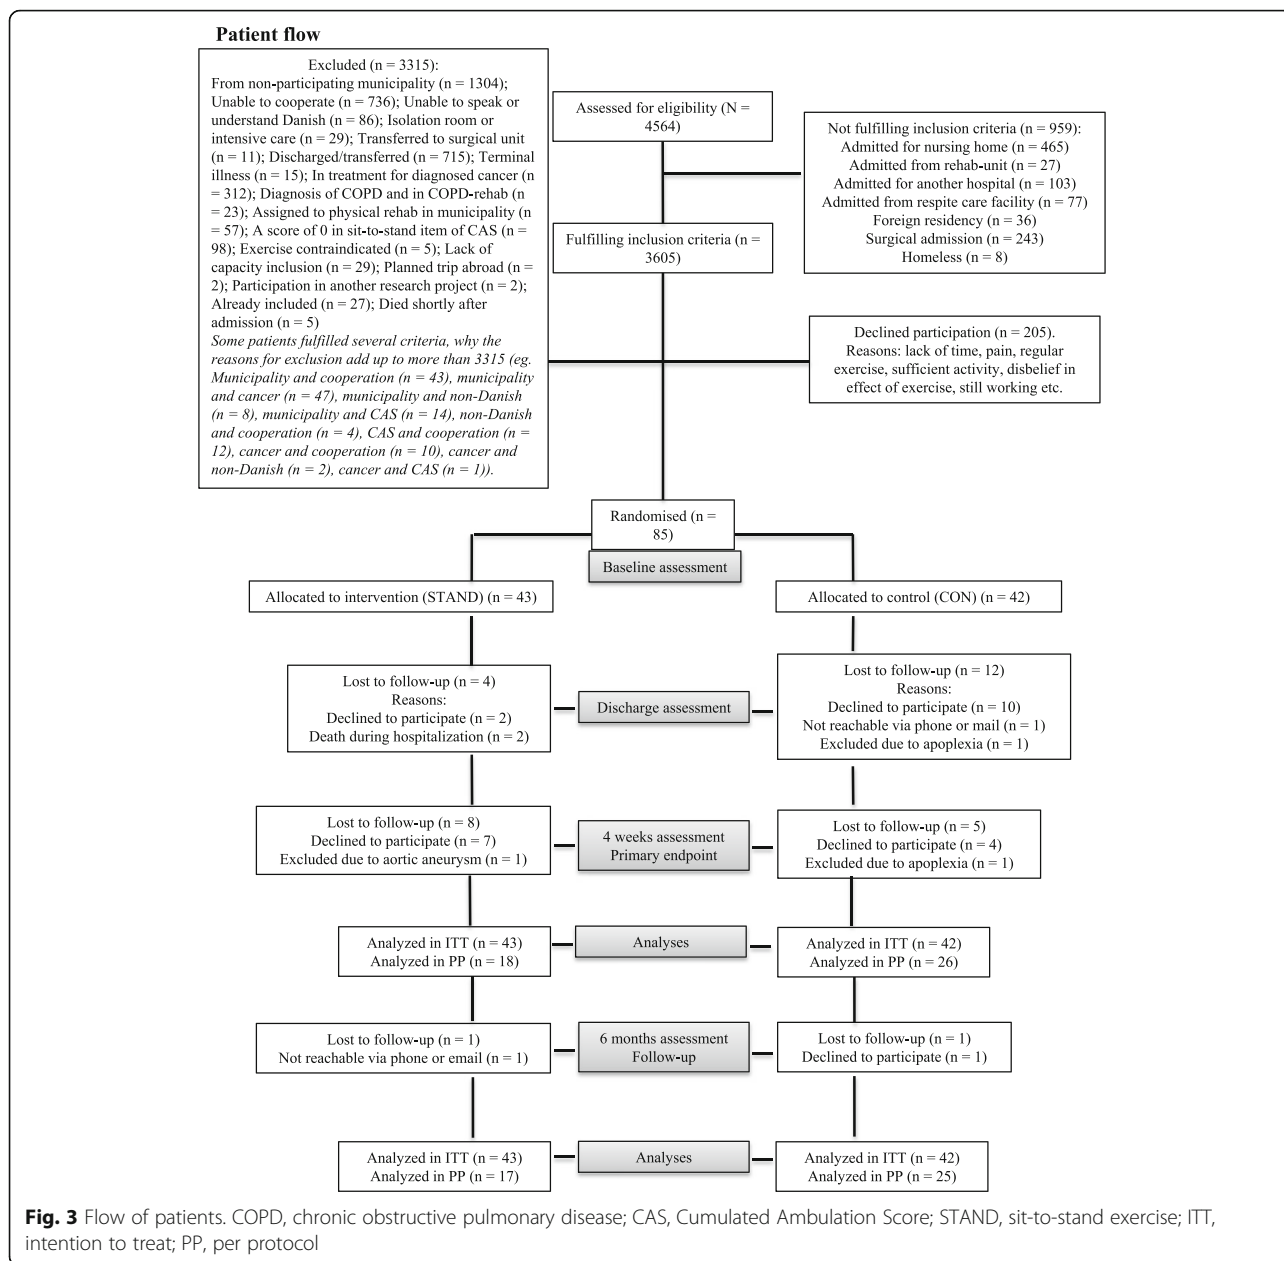 Patient flow
Excluded (n = 3315):
From non-participating municipality (n = 1304);
Unable to cooperate (n = 736); Unable to speak or
understand Danish (n = 86); Isolation room or
intensive care (n = 29); Transferred to surgical unit
(n = 11); Discharged/transferred (n = 715); Terminal
illness (n = 15); In treatment for diagnosed cancer (n
= 312); Diagnosis of COPD and in COPD-rehab (n
= 23); Assigned to physical rehab in municipality (n
= 57); A score of 0 in sit-to-stand item of CAS (n =
98); Exercise contraindicated (n = 5); Lack of
capacity inclusion (n = 29); Planned trip abroad (n =
2); Participation in another research project (n = 2);
Already included (n = 27); Died shortly after
admission (n = 5)
Some patients fulfilled several criteria, why the
reasons for exclusion add up to more than 3315 (eg.
Municipality and cooperation (n = 43), municipality
and cancer (n = 47), municipality and non-Danish
(n = 8), municipality and CAS (n = 14), non-Danish
and cooperation (n = 4), CAS and cooperation (n =
12), cancer and cooperation (n = 10), cancer and
non-Danish (n = 2), cancer and CAS (n = 1)).
Assessed for eligibility (N =
4564)
Not fulfilling inclusion criteria (n = 959):
Admitted for nursing home (n = 465)
Admitted from rehab-unit (n = 27)
Admitted for another hospital (n = 103)
Admitted from respite care facility (n = 77)
Foreign residency (n = 36)
Surgical admission (n = 243)
Homeless (n = 8)
Fulfilling inclusion criteria (n =
3605)
Declined participation (n = 205).
Reasons: lack of time, pain, regular
exercise, sufficient activity, disbelief in
effect of exercise, still working etc.
Randomised (n =
85)
Baseline assessment
Allocated to intervention (STAND) (n = 43)
Allocated to control (CON) (n = 42)
Lost to follow-up (n = 4)
Reasons:
Declined to participate (n = 2)
Death during hospitalization (n = 2)
Discharge assessment
Lost to follow-up (n = 12)
Reasons:
Declined to participate (n = 10)
Not reachable via phone or mail (n = 1)
Excluded due to apoplexia (n = 1)
Lost to follow-up (n = 8)
Declined to participate (n = 7)
Excluded due to aortic aneurysm (n = 1)
4 weeks assessment
Primary endpoint
Lost to follow-up (n = 5)
Declined to participate (n = 4)
Excluded due to apoplexia (n = 1)
Analyzed in ITT (n = 43)
Analyzed in PP (n = 18)
Analyses
Analyzed in ITT (n = 42)
Analyzed in PP (n = 26)
Lost to follow-up (n = 1)
Not reachable via phone or email (n = 1)
6 months assessment
Follow-up
Lost to follow-up (n = 1)
Declined to participate (n = 1)
Analyzed in ITT (n = 43)
Analyzed in PP (n = 17)
Analyses
Analyzed in ITT (n = 42)
Analyzed in PP (n = 25)
Fig. 3 Flow of patients. COPD, chronic obstructive pulmonary disease; CAS, Cumulated Ambulation Score; STAND, sit-to-stand exercise; ITT,
intention to treat; PP, per protocol